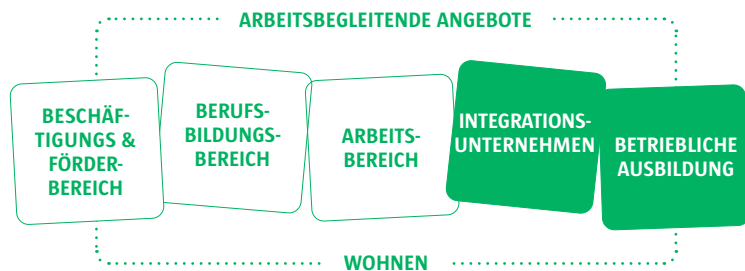 ARBEITSBEGLEITENDE ANGEBOTE
BESCHÄF-
TIGUNGS &
FÖRDER-
BEREICH
BERUFS-
BILDUNGS-
BEREICH
ARBEITS-
BEREICH
INTEGRATIONS-
UNTERNEHMEN
BETRIEBLICHE
AUSBILDUNG
WOHNEN